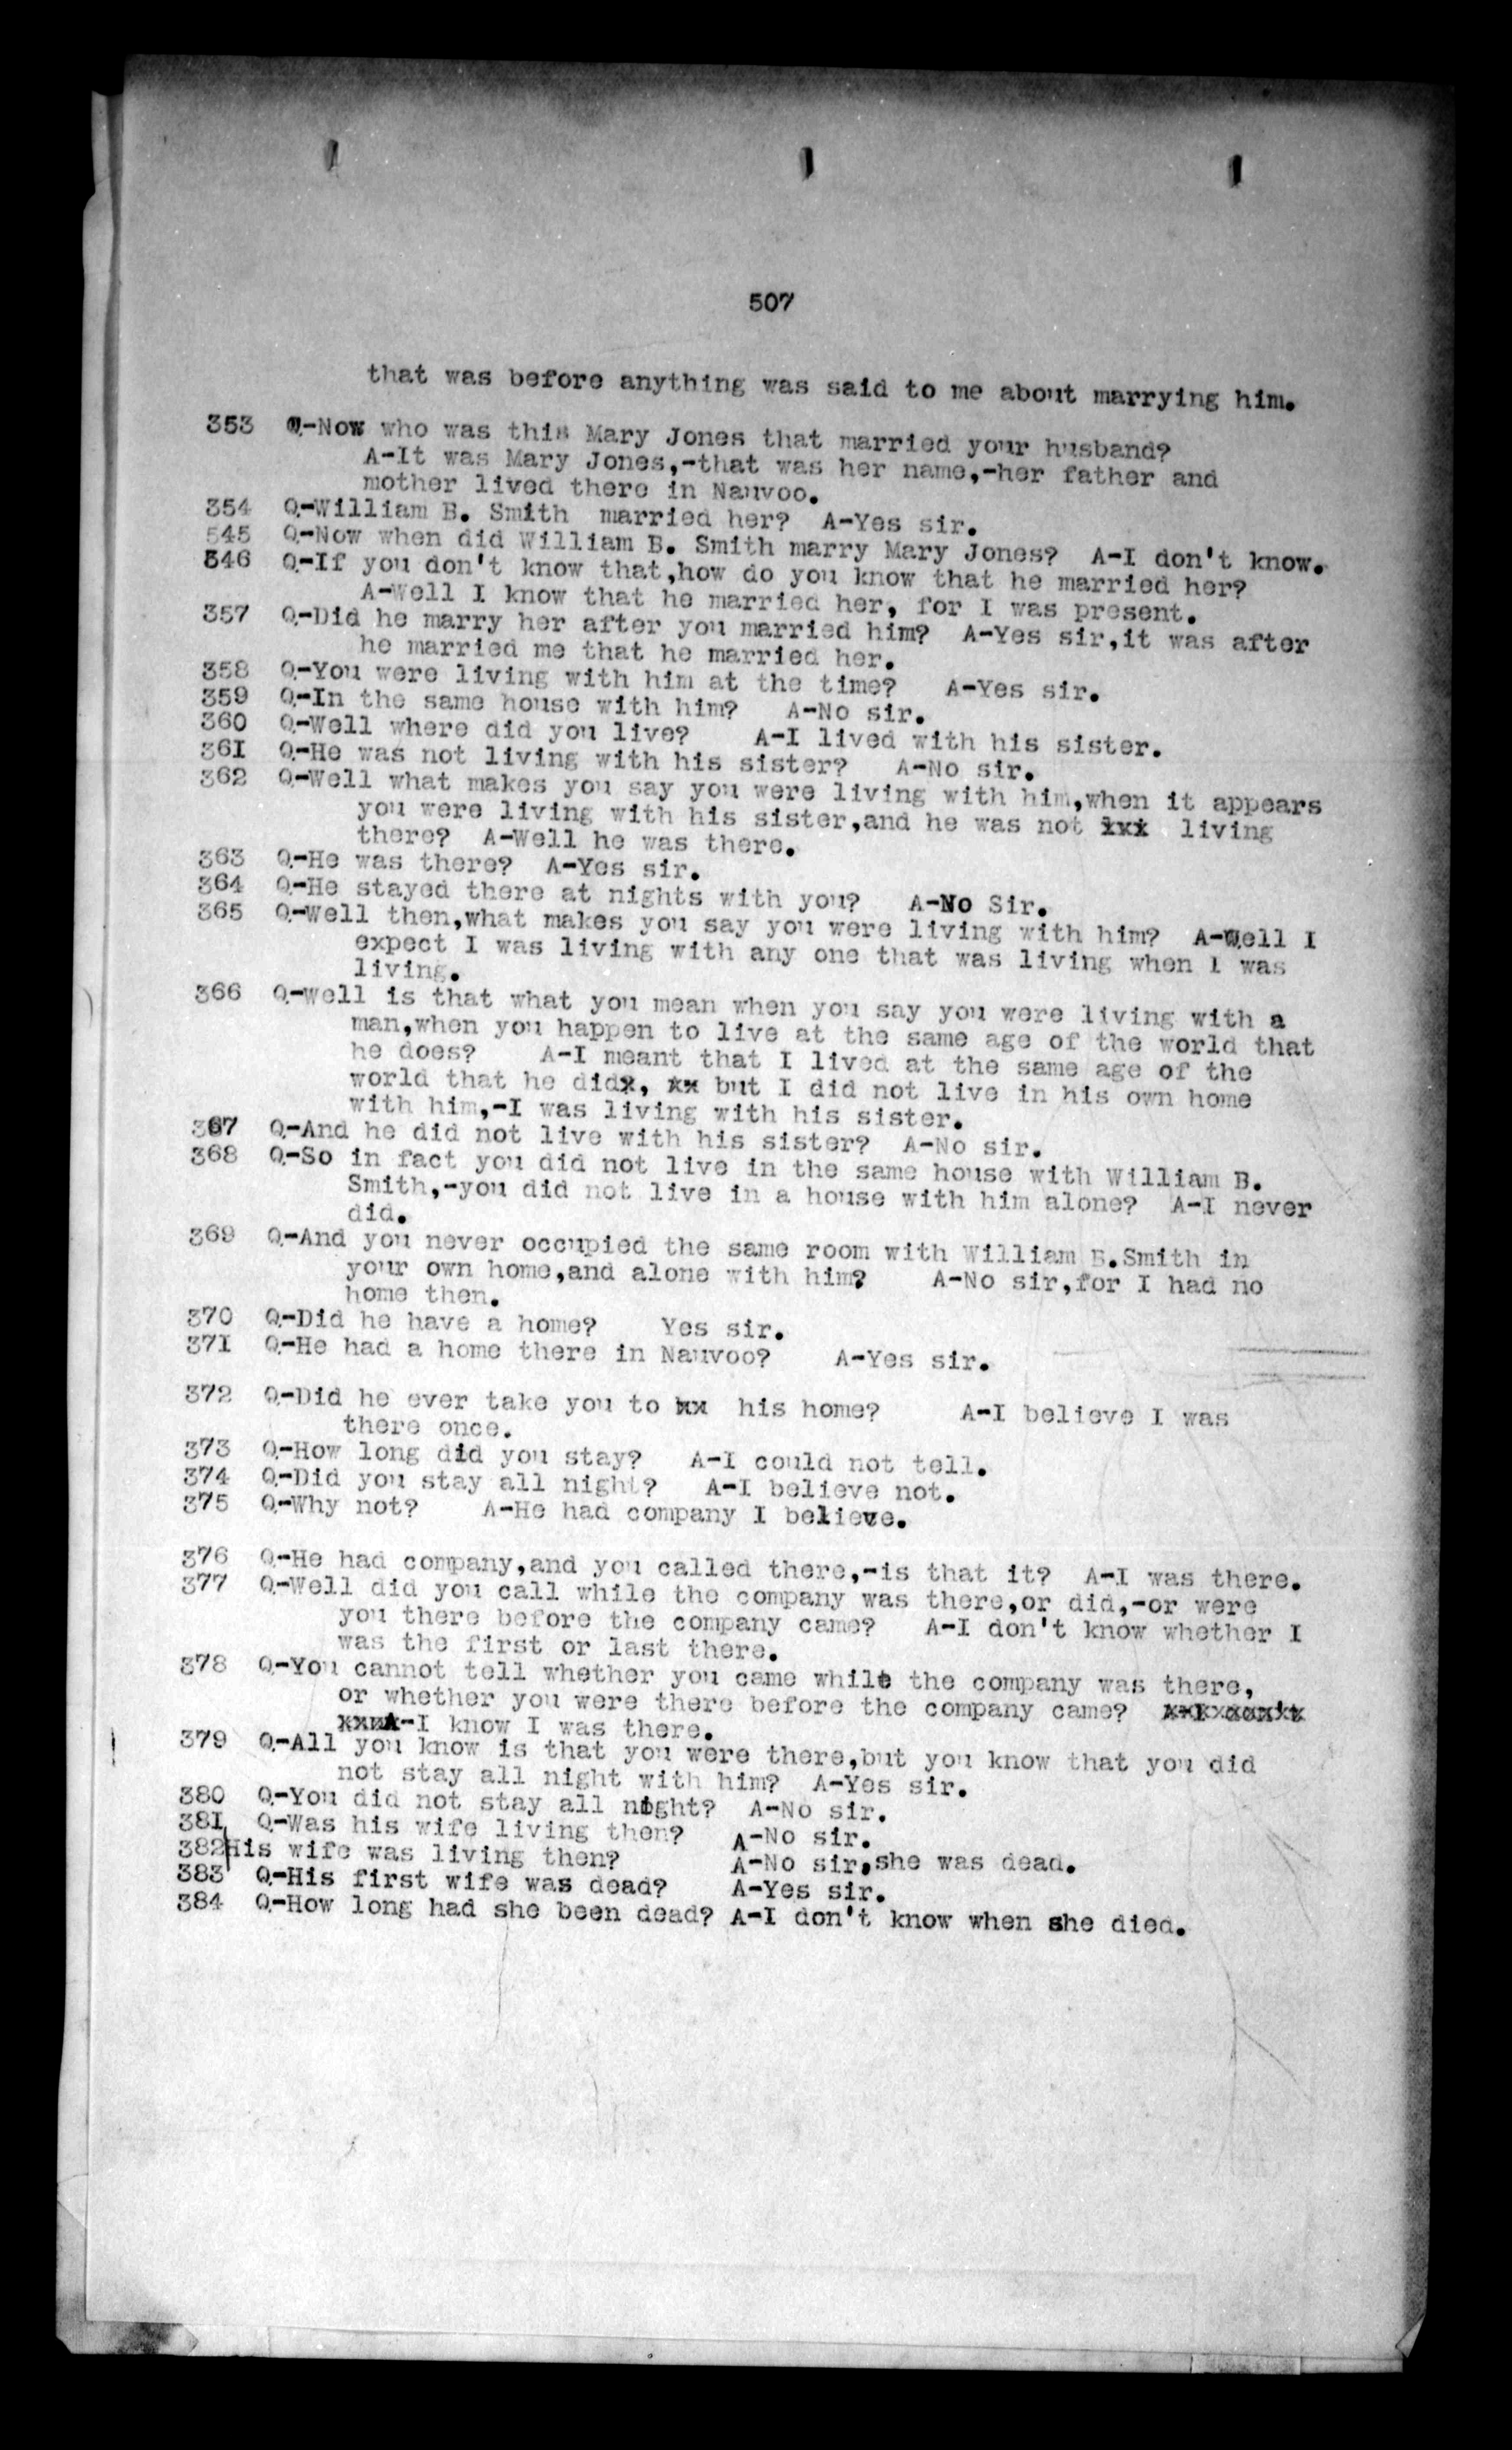 507
that was before anything was said to me about marrying him.
353 Q-Now who was this Mary Jones that married your husband?
A-It was Mary Jones,-that was her name,-her father and
mother lived there in Nauvoo.
354 Q-William B. Smith married her? A-Yes sir.
545 Q-Now when did William B. Smith marry Mary Jones? A-I don't know.
546 Q-If you don't know that,how do you know that he married her?
A-Well I know that he married her, for I was present.
357 Q-Did he marry her after you married him? A-Yes sir,it was after
he married me that he married her.
358 Q-You were living with him at the time? A-Yes sir.
359 Q-In the same house with him? A-No sir.
360 Q-Well where did you live? A-I lived with his sister.
361 Q-He was not living with his sister? A-No sir.
362 Q-Well what makes you say you were living with him,when it appears
you were living with his sister,and he was not xxx living
there? A-Well he was there.
363 Q-He was there? A-Yes sir.
364 Q-He stayed there at nights with you? A-No Sir.
365 Q-Well then,what makes you say you were living with him? A-Well I
expect I was living with any one that was living when I was
living.
366 Q-Well is that what you mean when you say you were living with a
man,when you happen to live at the same age of the world that
he does? A-I meant that I lived at the same age of the
world that he didx, xx but I did not live in his own home
with him,-I was living with his sister.
367 Q-And he did not live with his sister? A-No sir.
368 Q-So in fact you did not live in the same house with William B.
Smith,-you did not live in a house with him alone? A-I never
did.
369 Q-And you never occupied the same room with William B.Smith in
your own home,and alone with him? A-No sir,for I had no
home then.
370 Q-Did he have a home? Yes sir.
371 Q-He had a home there in Nauvoo? A-Yes sir.
372 Q-Did he ever take you to xx his home? A-I believe I was
there once.
373 Q-How long did you stay? A-I could not tell.
374 Q-Did you stay all night? A-I believe not.
375 Q-Why not? A-He had company I believe.
376 Q-He had company,and you called there,-is that it? A-I was there.
377 Q-Well did you call while the company was there,or did,-or were
you there before the company came? A-I don't know whether I
was the first or last there.
378 Q-You cannot tell whether you came while the company was there,
or whether you were there before the company came?
A-I know I was there.
379 Q-All you know is that you were there,but you know that you did
not stay all night with him? A-Yes sir.
380 Q-You did not stay all night? A-No sir.
381 Q-Was his wife living then? A-No sir.
382 His wife was living then? A-No sir,she was dead.
383 Q-His first wife was dead? A-Yes sir.
384 Q-How long had she been dead? A-I don't know when she died.